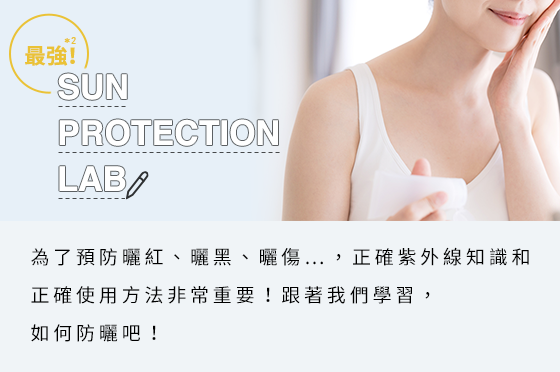 最強！*2
SUN
PROTECTION
LAB
為了預防曬紅、曬黑、曬傷...，正確紫外線知識和
正確使用方法非常重要！跟著我們學習，
如何防曬吧！